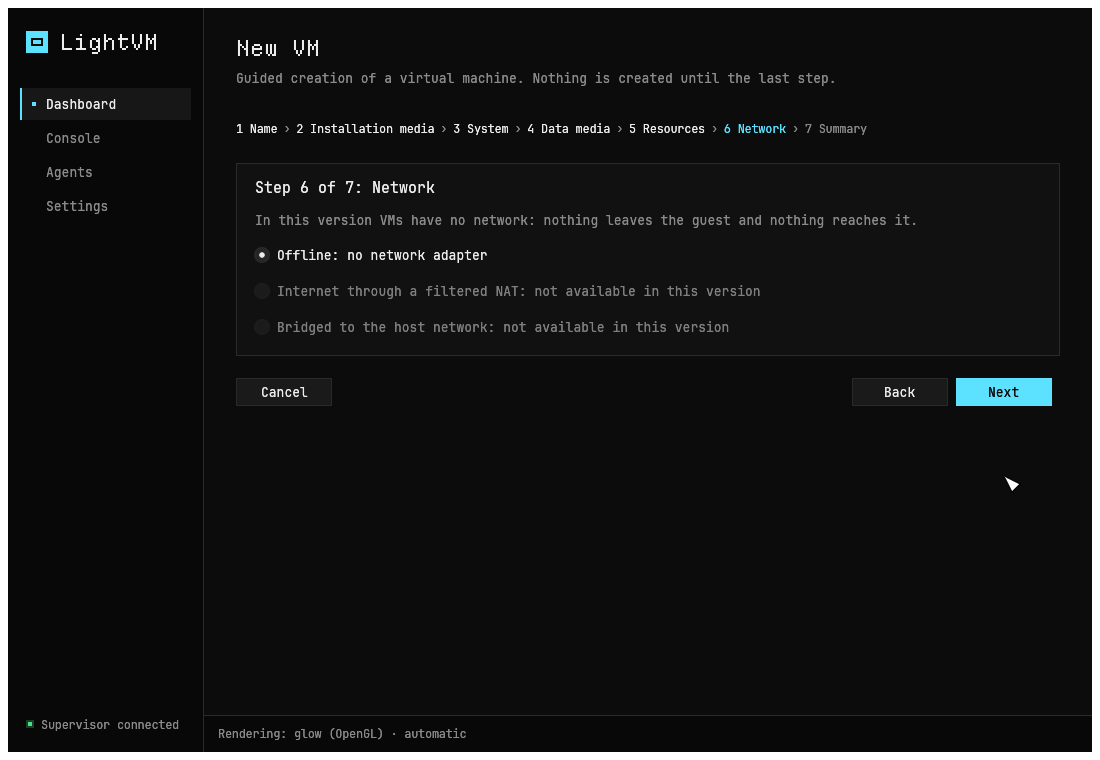 LightVM
Dashboard
Console
Agents
Settings
Supervisor connected
New VM
Guided creation of a virtual machine. Nothing is created until the last step.
1 Name › 2 Installation media › 3 System › 4 Data media › 5 Resources › 6 Network › 7 Summary
Step 6 of 7: Network
In this version VMs have no network: nothing leaves the guest and nothing reaches it.
Offline: no network adapter
Internet through a filtered NAT: not available in this version
Bridged to the host network: not available in this version
Cancel
Back
Next
Rendering: glow (OpenGL) · automatic